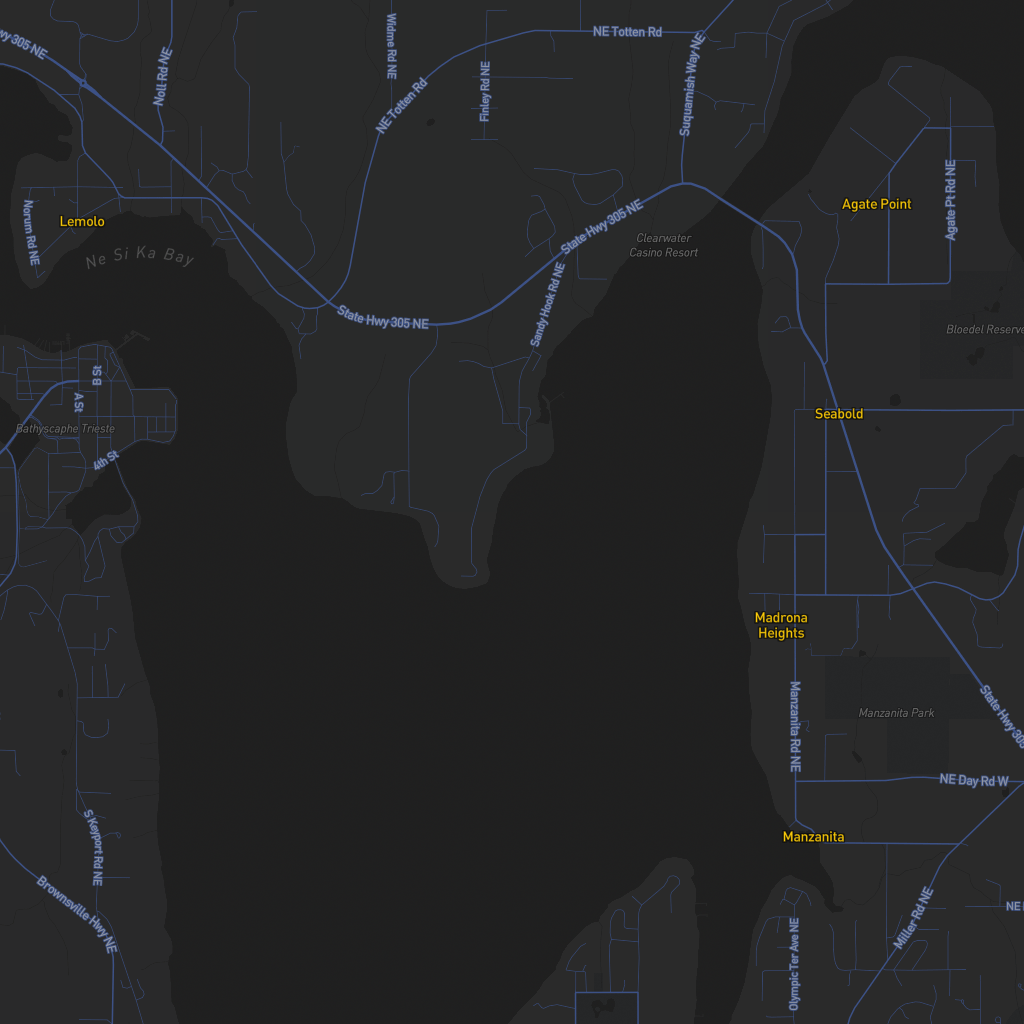 wy 305 NE
Noll Rd NE
Widme Rd NE
NE Totten Rd
Finley Rd NE
NE Totten Rd
Suquamish Way NE
Norum Rd NE
Lemolo
Ne Si Ka Bay
State Hwy 305 NE
Clearwater
Casino Resort
Agate Point
Agate Pt Rd NE
Sandy Hook Rd NE
State Hwy 305 NE
Bloedel Reserve
B St
A St
Bathyscaphe Trieste
4th St
Seabold
Madrona
Heights
Manzanita Rd NE
Manzanita Park
State Hwy 305
NE Day Rd W
Manzanita
S Keyport Rd NE
Brownsville Hwy NE
Miller Rd NE
NE
Olympic Ter Ave NE